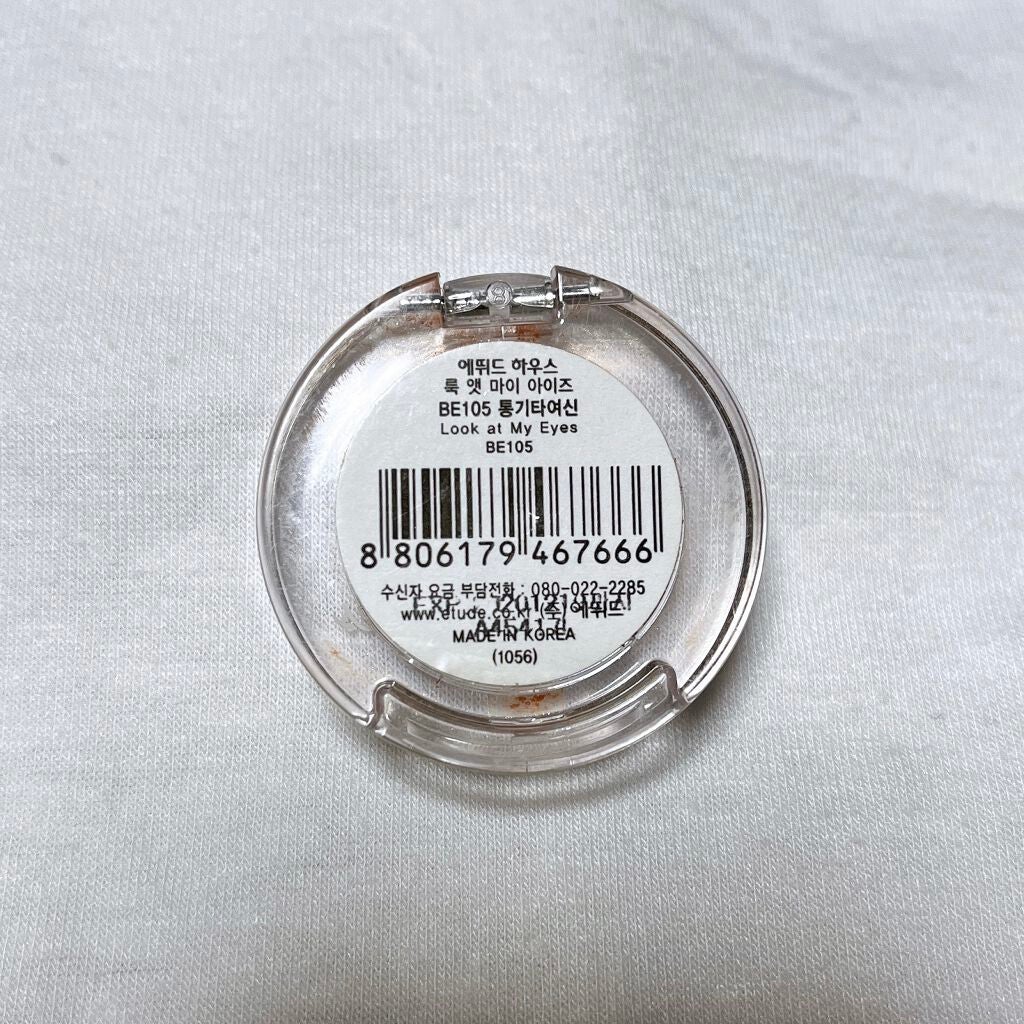 에뛰드 하우스
룩 앳 마이 아이즈
BE105 통기타여신
Look at My Eyes
BE105
8 806179 467666
수신자 요금 부담전화 : 080-022-2285
EXP
www.etude.co.kr (주)에뛰드
MADE IN KOREA
(1056)